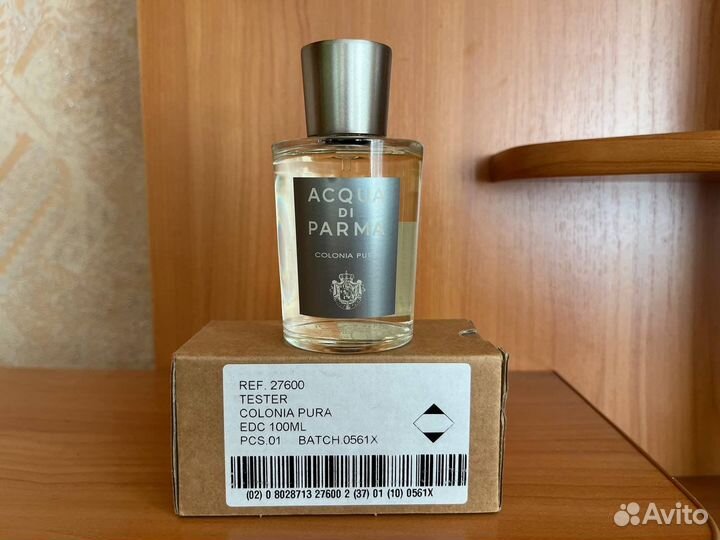 ACQUA
DI
PARMA
COLONIA PURA
REF. 27600
TESTER
COLONIA PURA
EDC 100ML
PCS.01 BATCH.0561X
(02) 0 8028713 27600 2 (37) 01 (10) 0561X
Avito